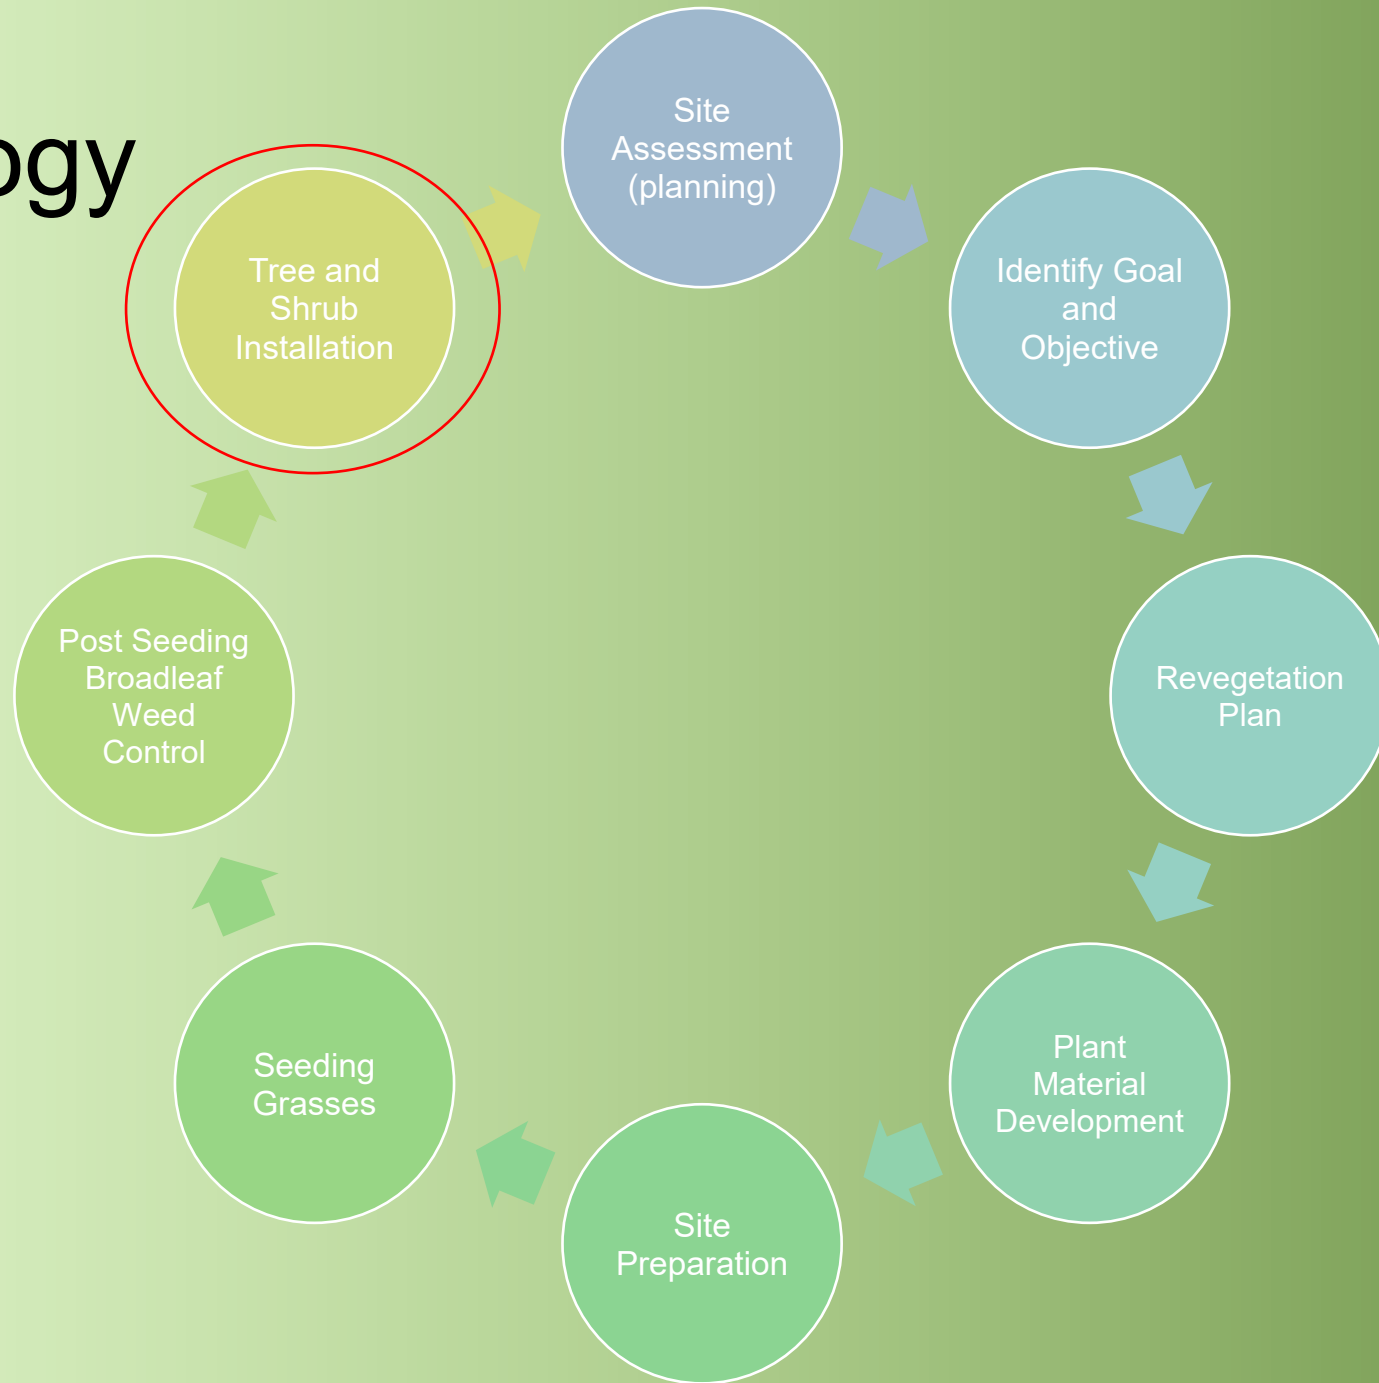 ogy
Site
Assessment
(planning)
Identify Goal
and
Objective
Revegetation
Plan
Plant
Material
Development
Site
Preparation
Seeding
Grasses
Post Seeding
Broadleaf
Weed
Control
Tree and
Shrub
Installation